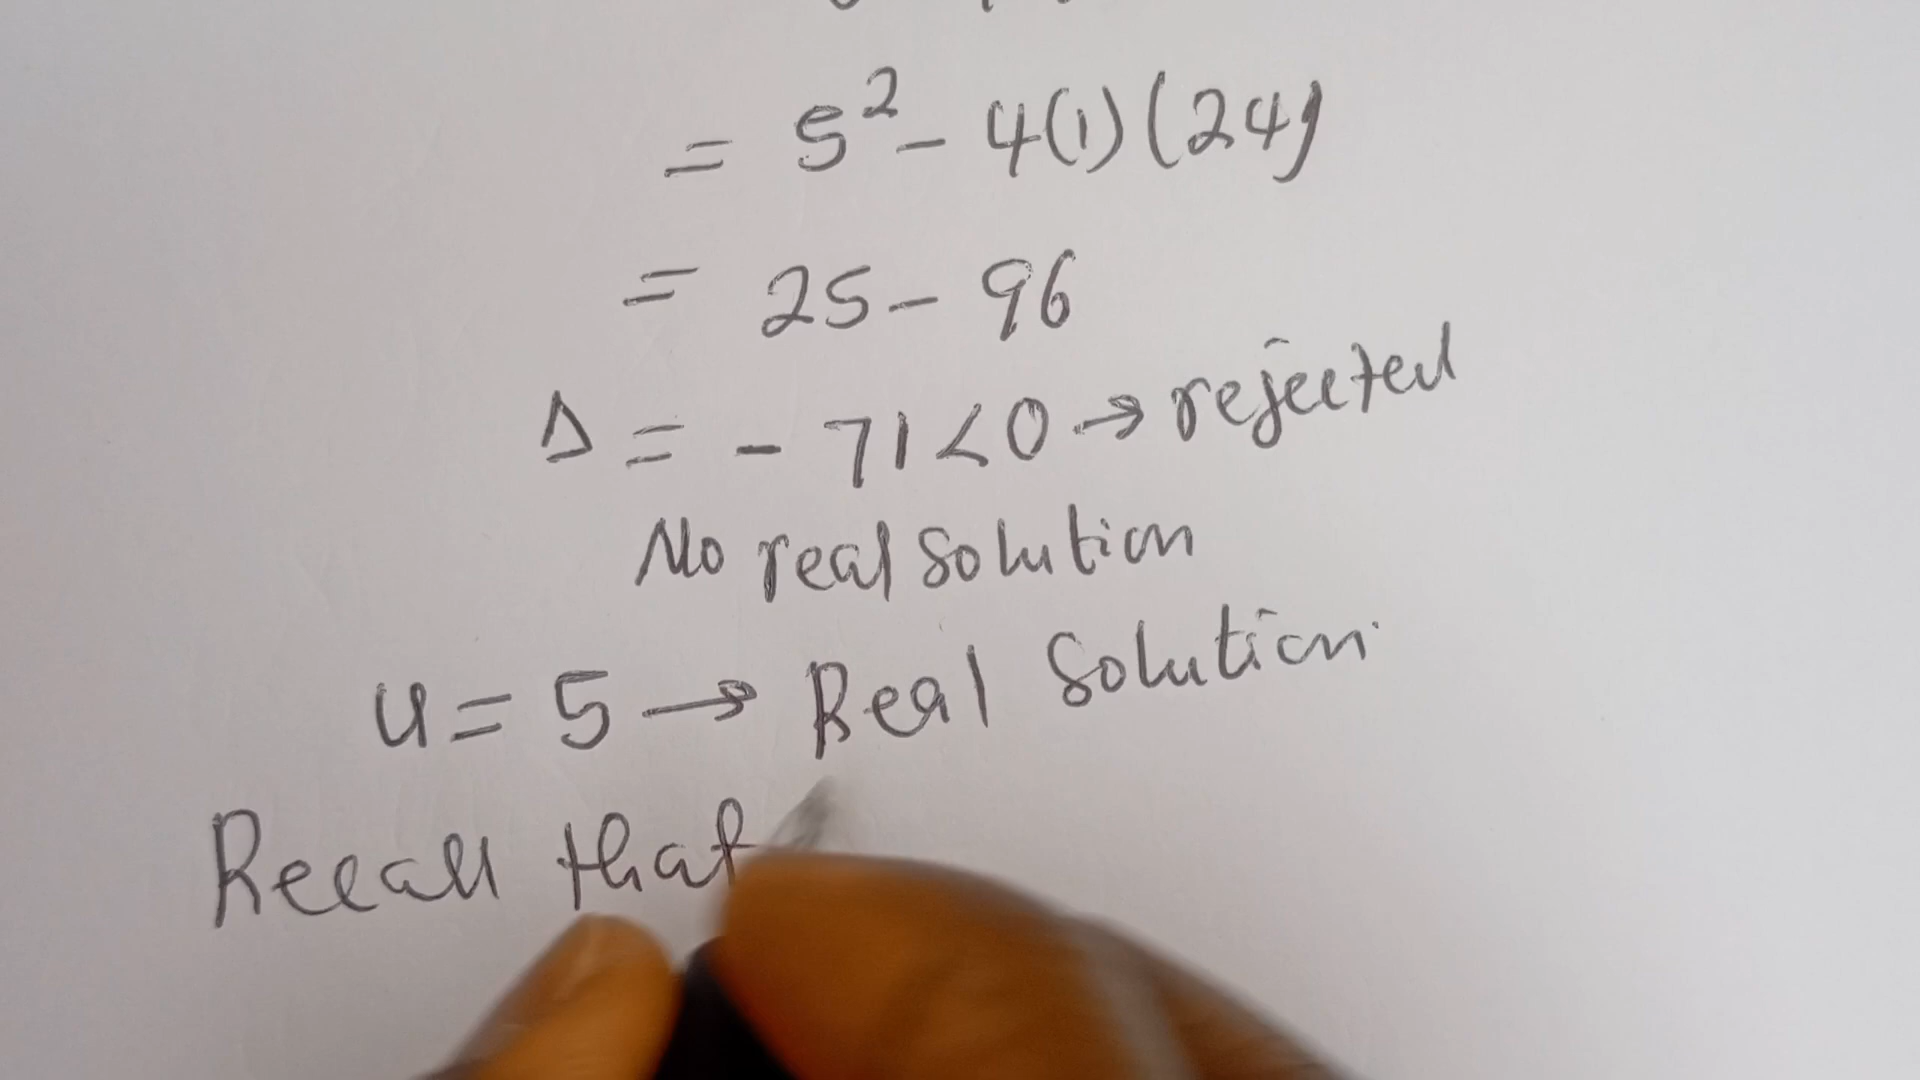 = 5² - 4(1)(24)
= 25 - 96
Δ = - 71 < 0 → rejected
No real solution
u = 5 → Real Solution.
Recall that